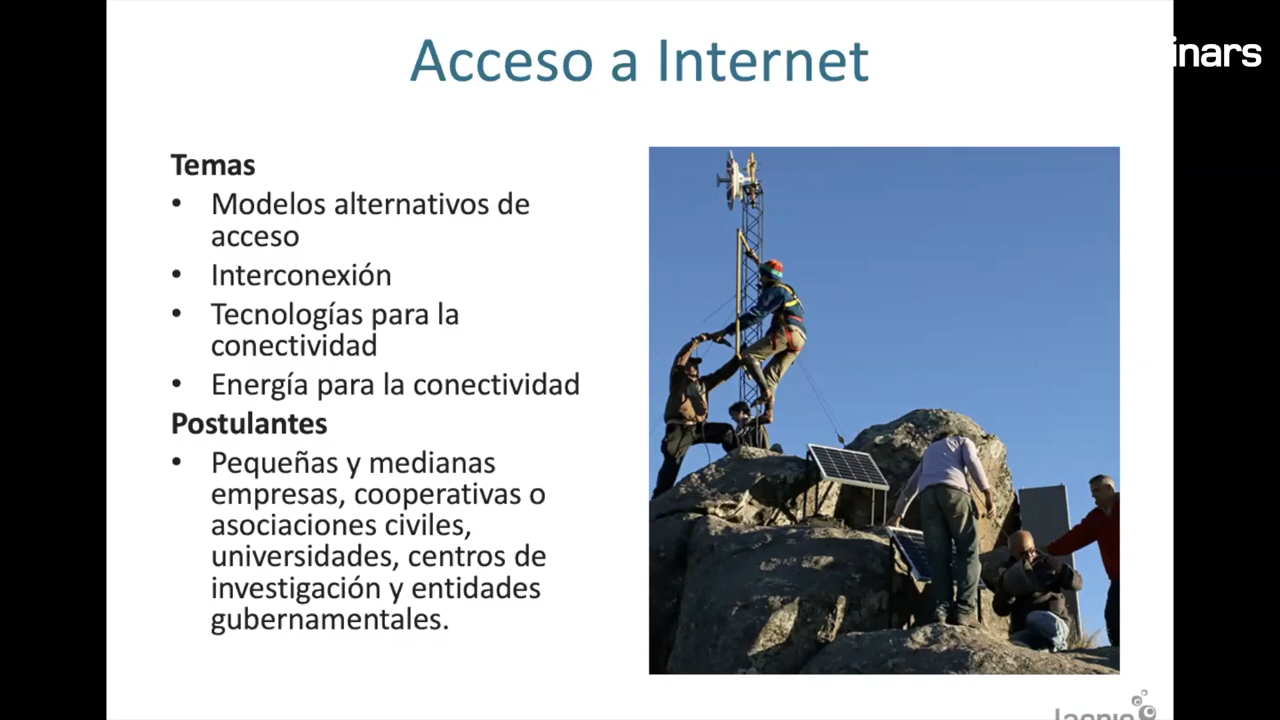 Acceso a Internet
inars
Temas
• Modelos alternativos de
acceso
• Interconexión
• Tecnologías para la
conectividad
• Energía para la conectividad
Postulantes
• Pequeñas y medianas
empresas, cooperativas o
asociaciones civiles,
universidades, centros de
investigación y entidades
gubernamentales.